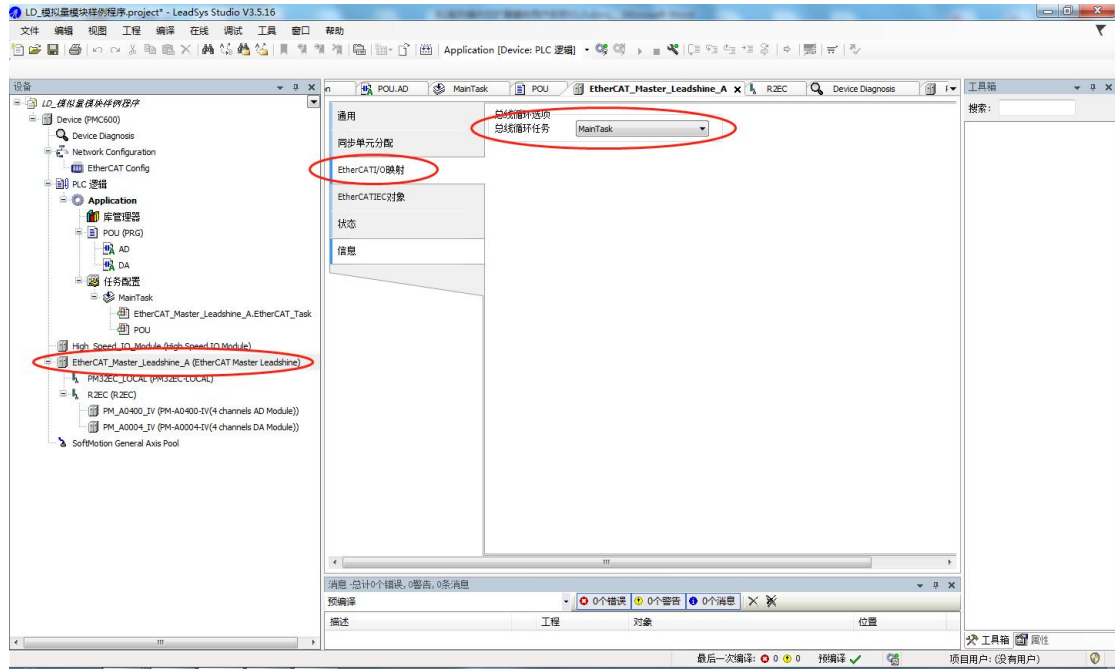 LD_模拟量模块样例程序.project* - LeadSys Studio V3.5.16
文件 编辑 视图 工程 编译 在线 调试 工具 窗口 帮助
Application [Device: PLC 逻辑]
设备
LD_模拟量模块样例程序
Device (PMC600)
Device Diagnosis
Network Configuration
EtherCAT Config
PLC 逻辑
Application
库管理器
POU (PRG)
AD
DA
任务配置
MainTask
EtherCAT_Master_Leadshine_A.EtherCAT_Task
POU
High_Speed_IO_Module (High Speed IO Module)
EtherCAT_Master_Leadshine_A (EtherCAT Master Leadshine)
PM32EC_LOCAL (PM32EC-LOCAL)
R2EC (R2EC)
PM_A0400_IV (PM-A0400-IV(4 channels AD Module))
PM_A0004_IV (PM-A0004-IV(4 channels DA Module))
SoftMotion General Axis Pool
POU.AD MainTask POU EtherCAT_Master_Leadshine_A R2EC Device Diagnosis
通用
同步单元分配
EtherCATI/O映射
EtherCATIEC对象
状态
信息
总线循环选项
总线循环任务 MainTask
消息 -总计0个错误, 0警告, 0条消息
预编译 0个错误 0个警告 0个消息
描述 工程 对象 位置
工具箱
搜索:
工具箱 属性
最后一次编译: 0 0 预编译 项目用户: (没有用户)